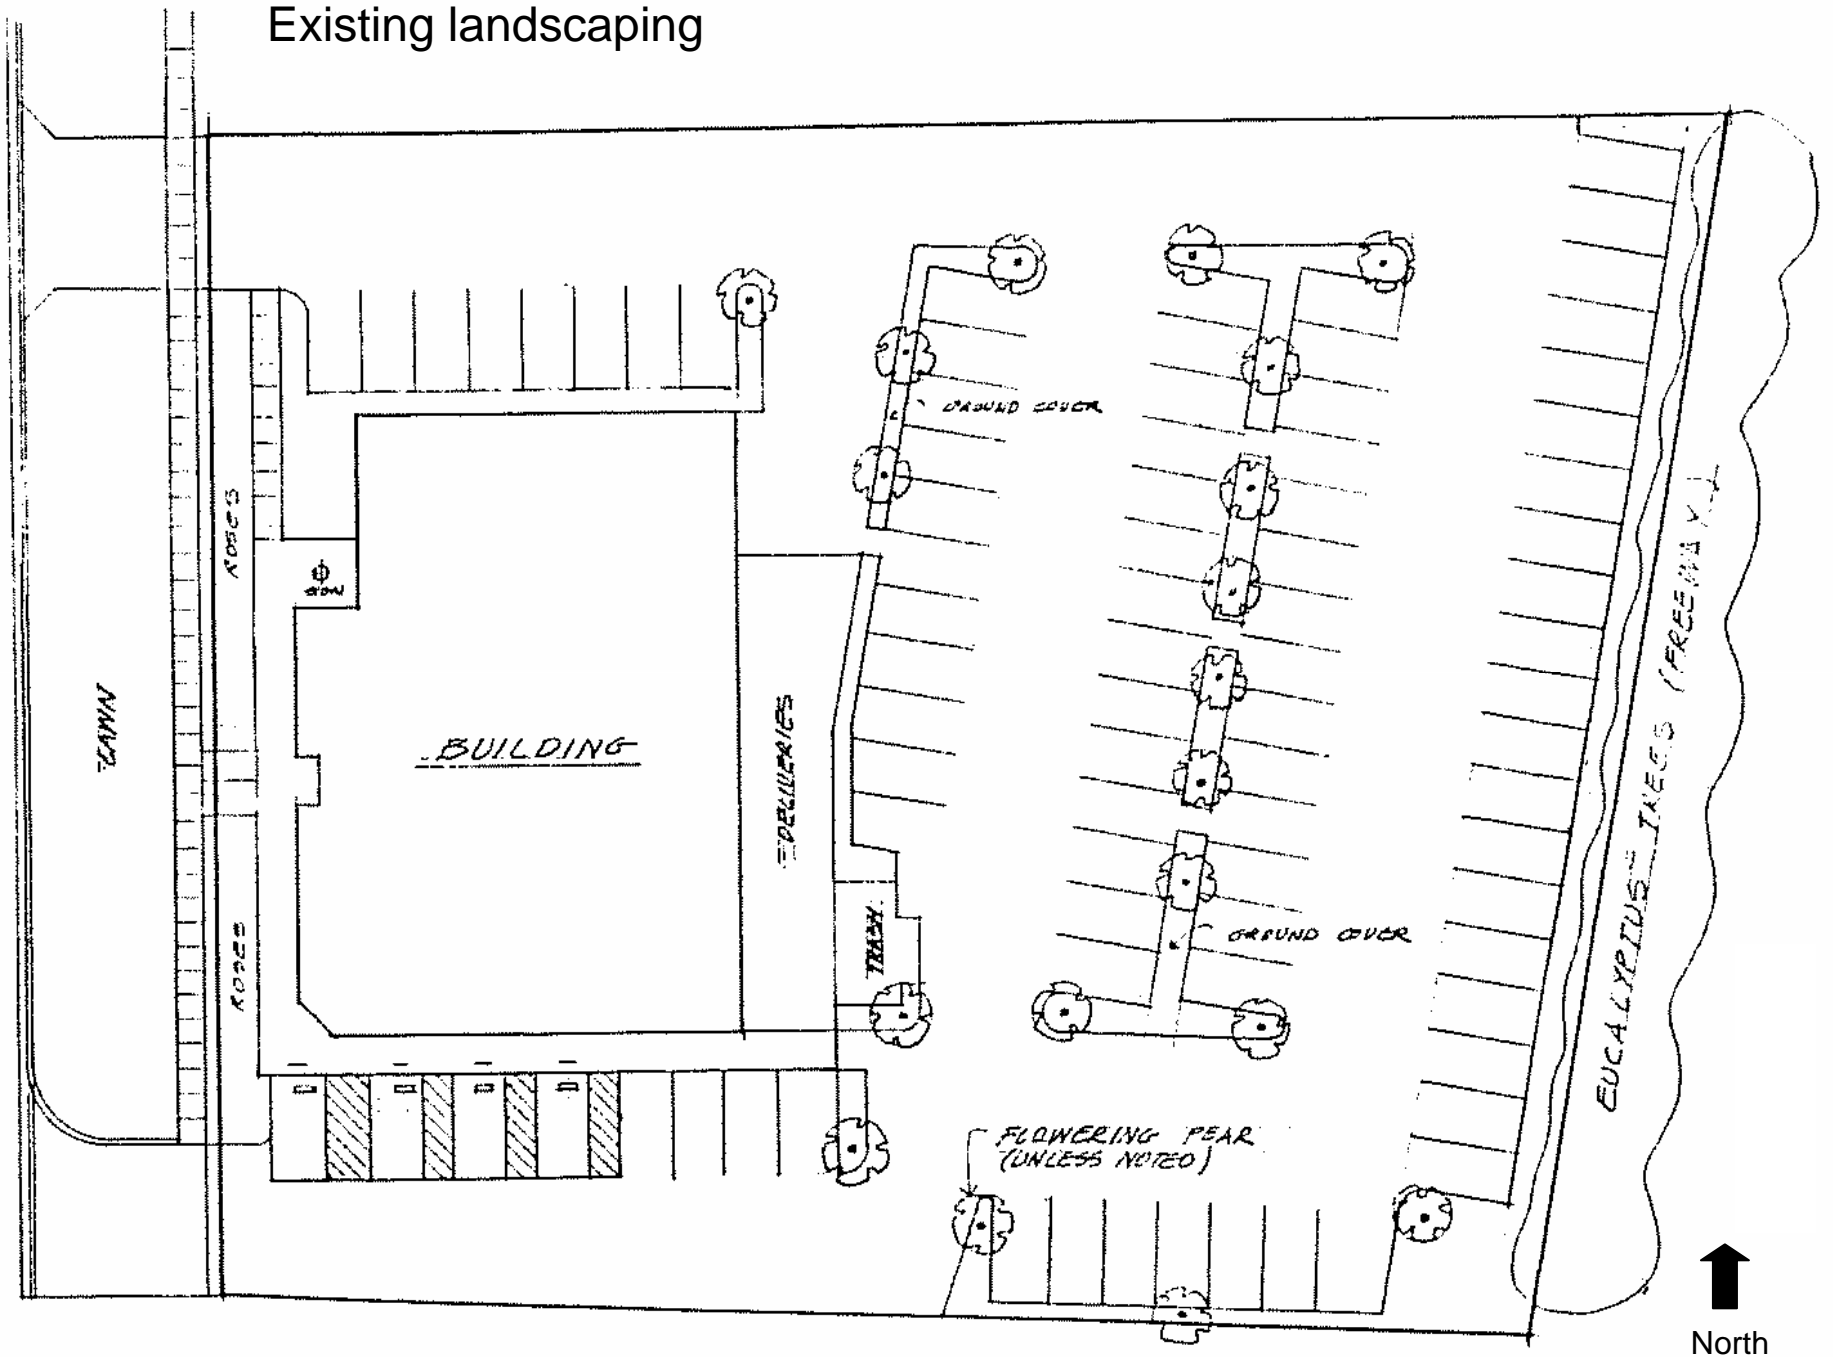 Existing landscaping
GROUND COVER
ROSES
SIGN
LAWN
BUILDING
DELIVERIES
EUCALYPTUS TREES (FREEWAY)
TRASH
GROUND COVER
ROSES
FLOWERING PEAR
(UNLESS NOTED)
North